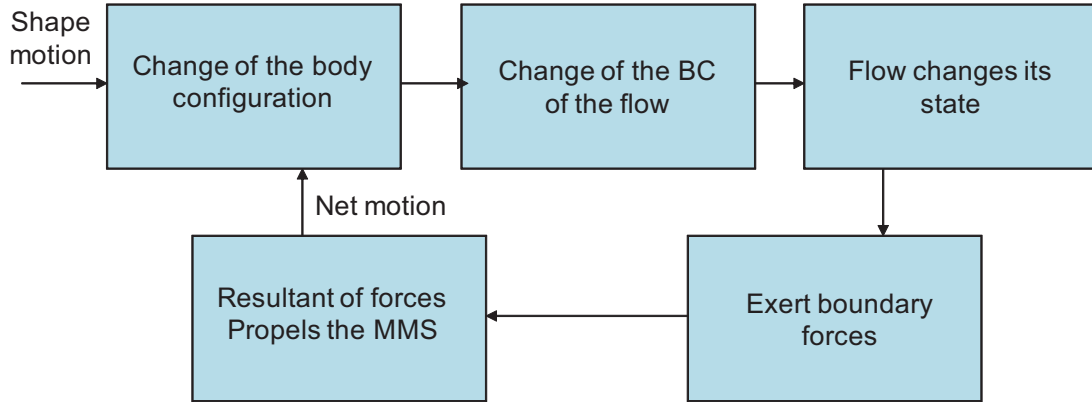 Shape
motion
Change of the body
configuration
Change of the BC
of the flow
Flow changes its
state
Net motion
Resultant of forces
Propels the MMS
Exert boundary
forces